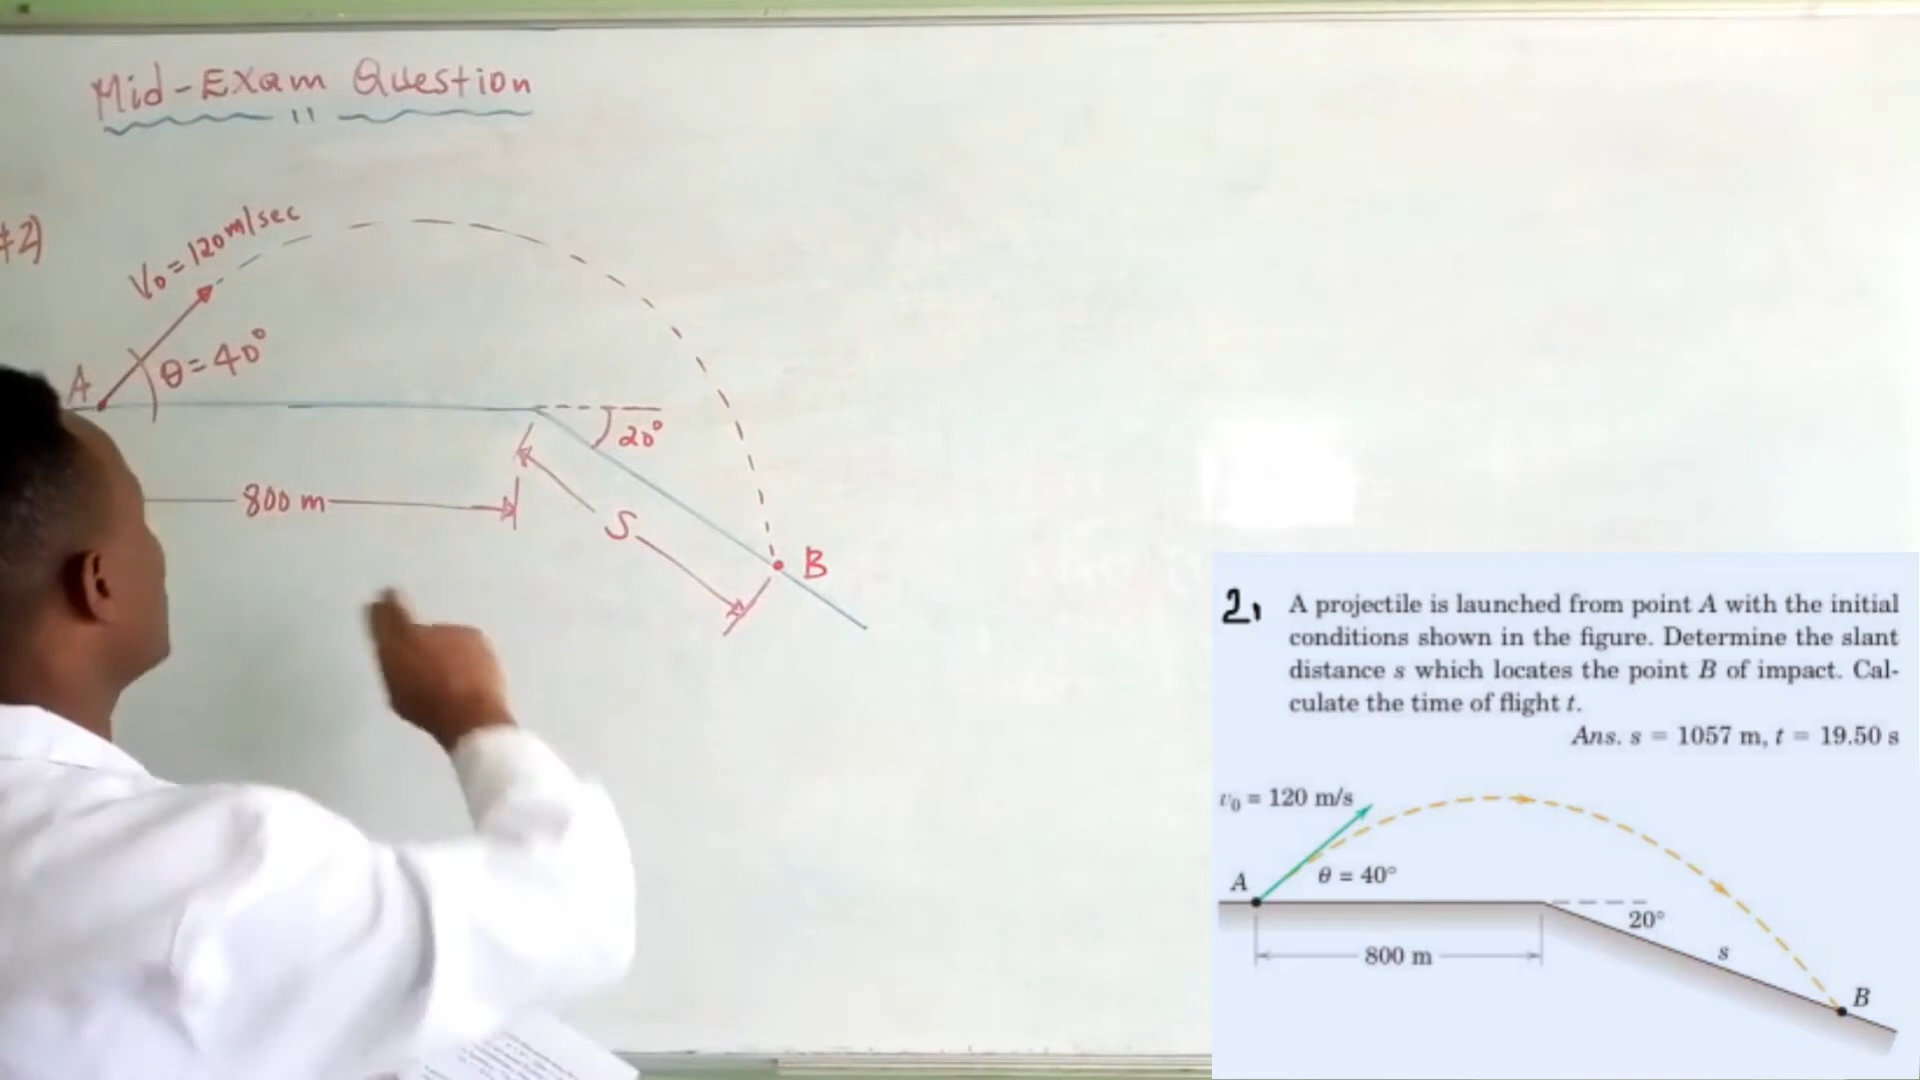 Mid-Exam Question
#2)
V0 = 120m/sec
θ = 40°
A
20°
800 m
S
B
2. A projectile is launched from point A with the initial
conditions shown in the figure. Determine the slant
distance s which locates the point B of impact. Cal-
culate the time of flight t.
Ans. s = 1057 m, t = 19.50 s
v0 = 120 m/s
θ = 40°
A
20°
800 m
s
B